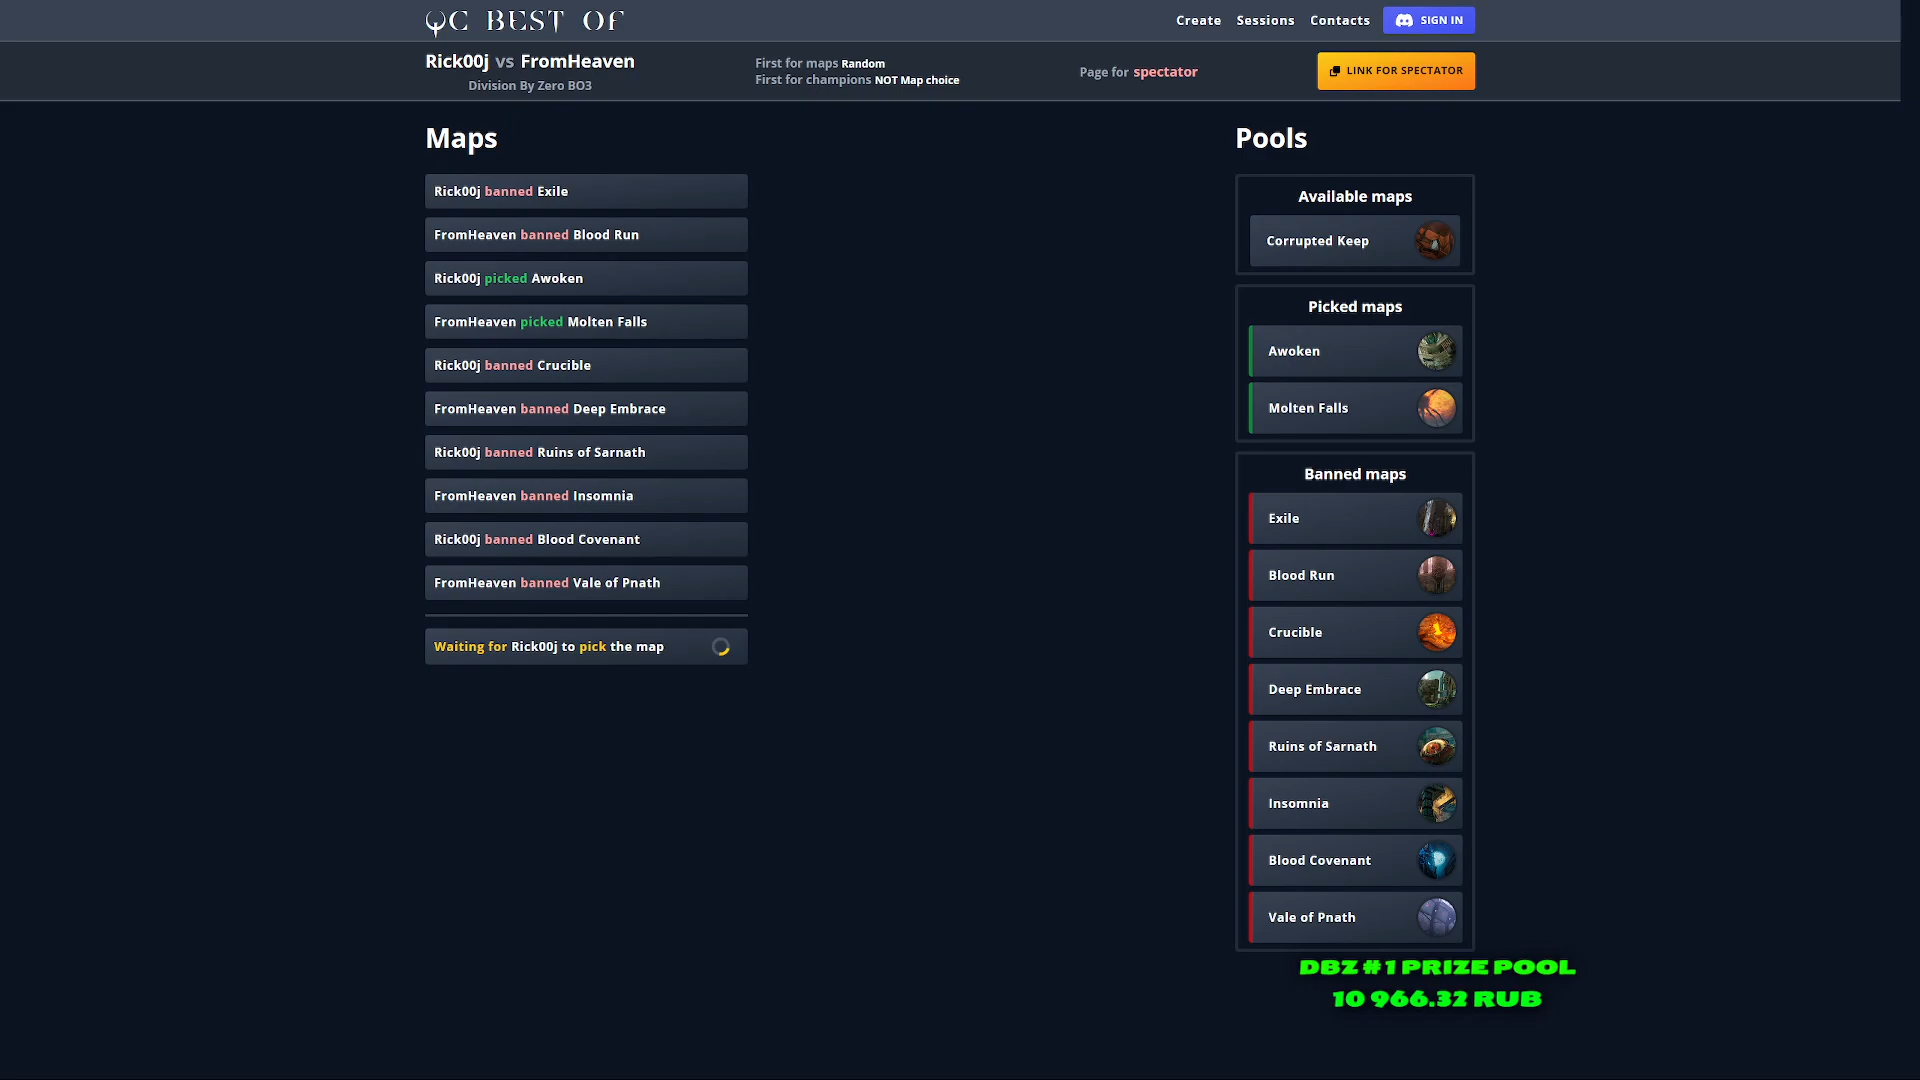 QC BEST OF
Create Sessions Contacts SIGN IN
Rick00j vs FromHeaven
Division By Zero BO3
First for maps Random
First for champions NOT Map choice
Page for spectator
LINK FOR SPECTATOR
Maps
Rick00j banned Exile
FromHeaven banned Blood Run
Rick00j picked Awoken
FromHeaven picked Molten Falls
Rick00j banned Crucible
FromHeaven banned Deep Embrace
Rick00j banned Ruins of Sarnath
FromHeaven banned Insomnia
Rick00j banned Blood Covenant
FromHeaven banned Vale of Pnath
Waiting for Rick00j to pick the map
Pools
Available maps
Corrupted Keep
Picked maps
Awoken
Molten Falls
Banned maps
Exile
Blood Run
Crucible
Deep Embrace
Ruins of Sarnath
Insomnia
Blood Covenant
Vale of Pnath
DBZ #1 PRIZE POOL
10 966.32 RUB